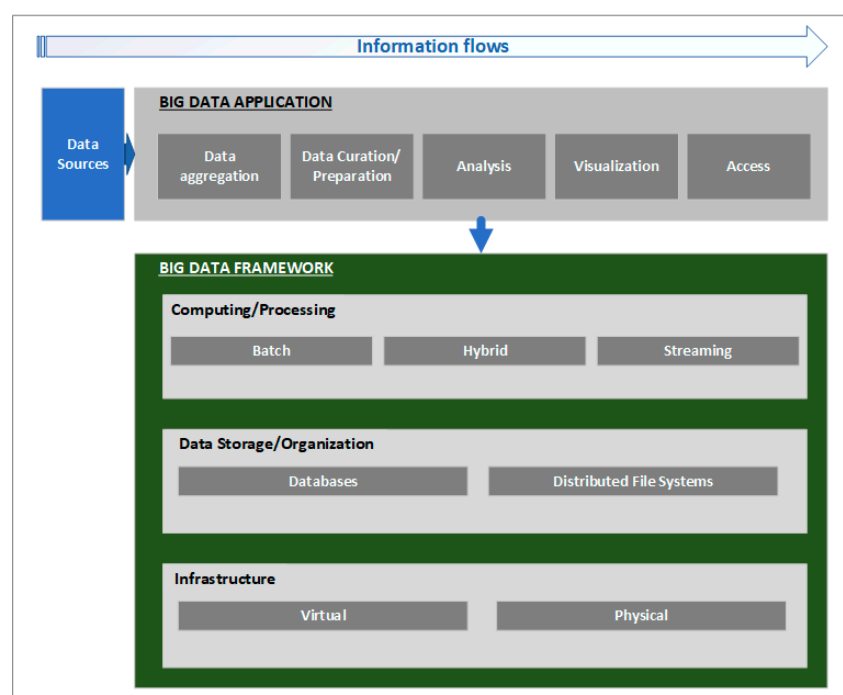 Information flows
Data
Sources
BIG DATA APPLICATION
Data
aggregation
Data Curation/
Preparation
Analysis
Visualization
Access
BIG DATA FRAMEWORK
Computing/Processing
Batch
Hybrid
Streaming
Data Storage/Organization
Databases
Distributed File Systems
Infrastructure
Virtual
Physical